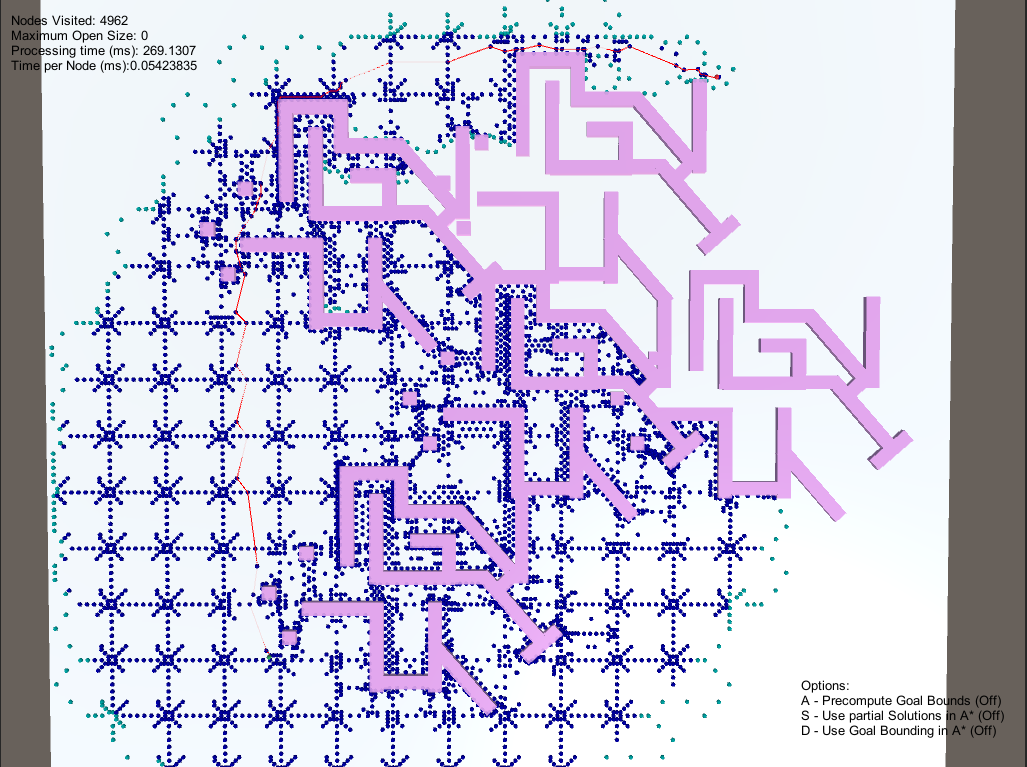 Nodes Visited: 4962
Maximum Open Size: 0
Processing time (ms): 269.1307
Time per Node (ms):0.05423835
Options:
A - Precompute Goal Bounds (Off)
S - Use partial Solutions in A* (Off)
D - Use Goal Bounding in A* (Off)